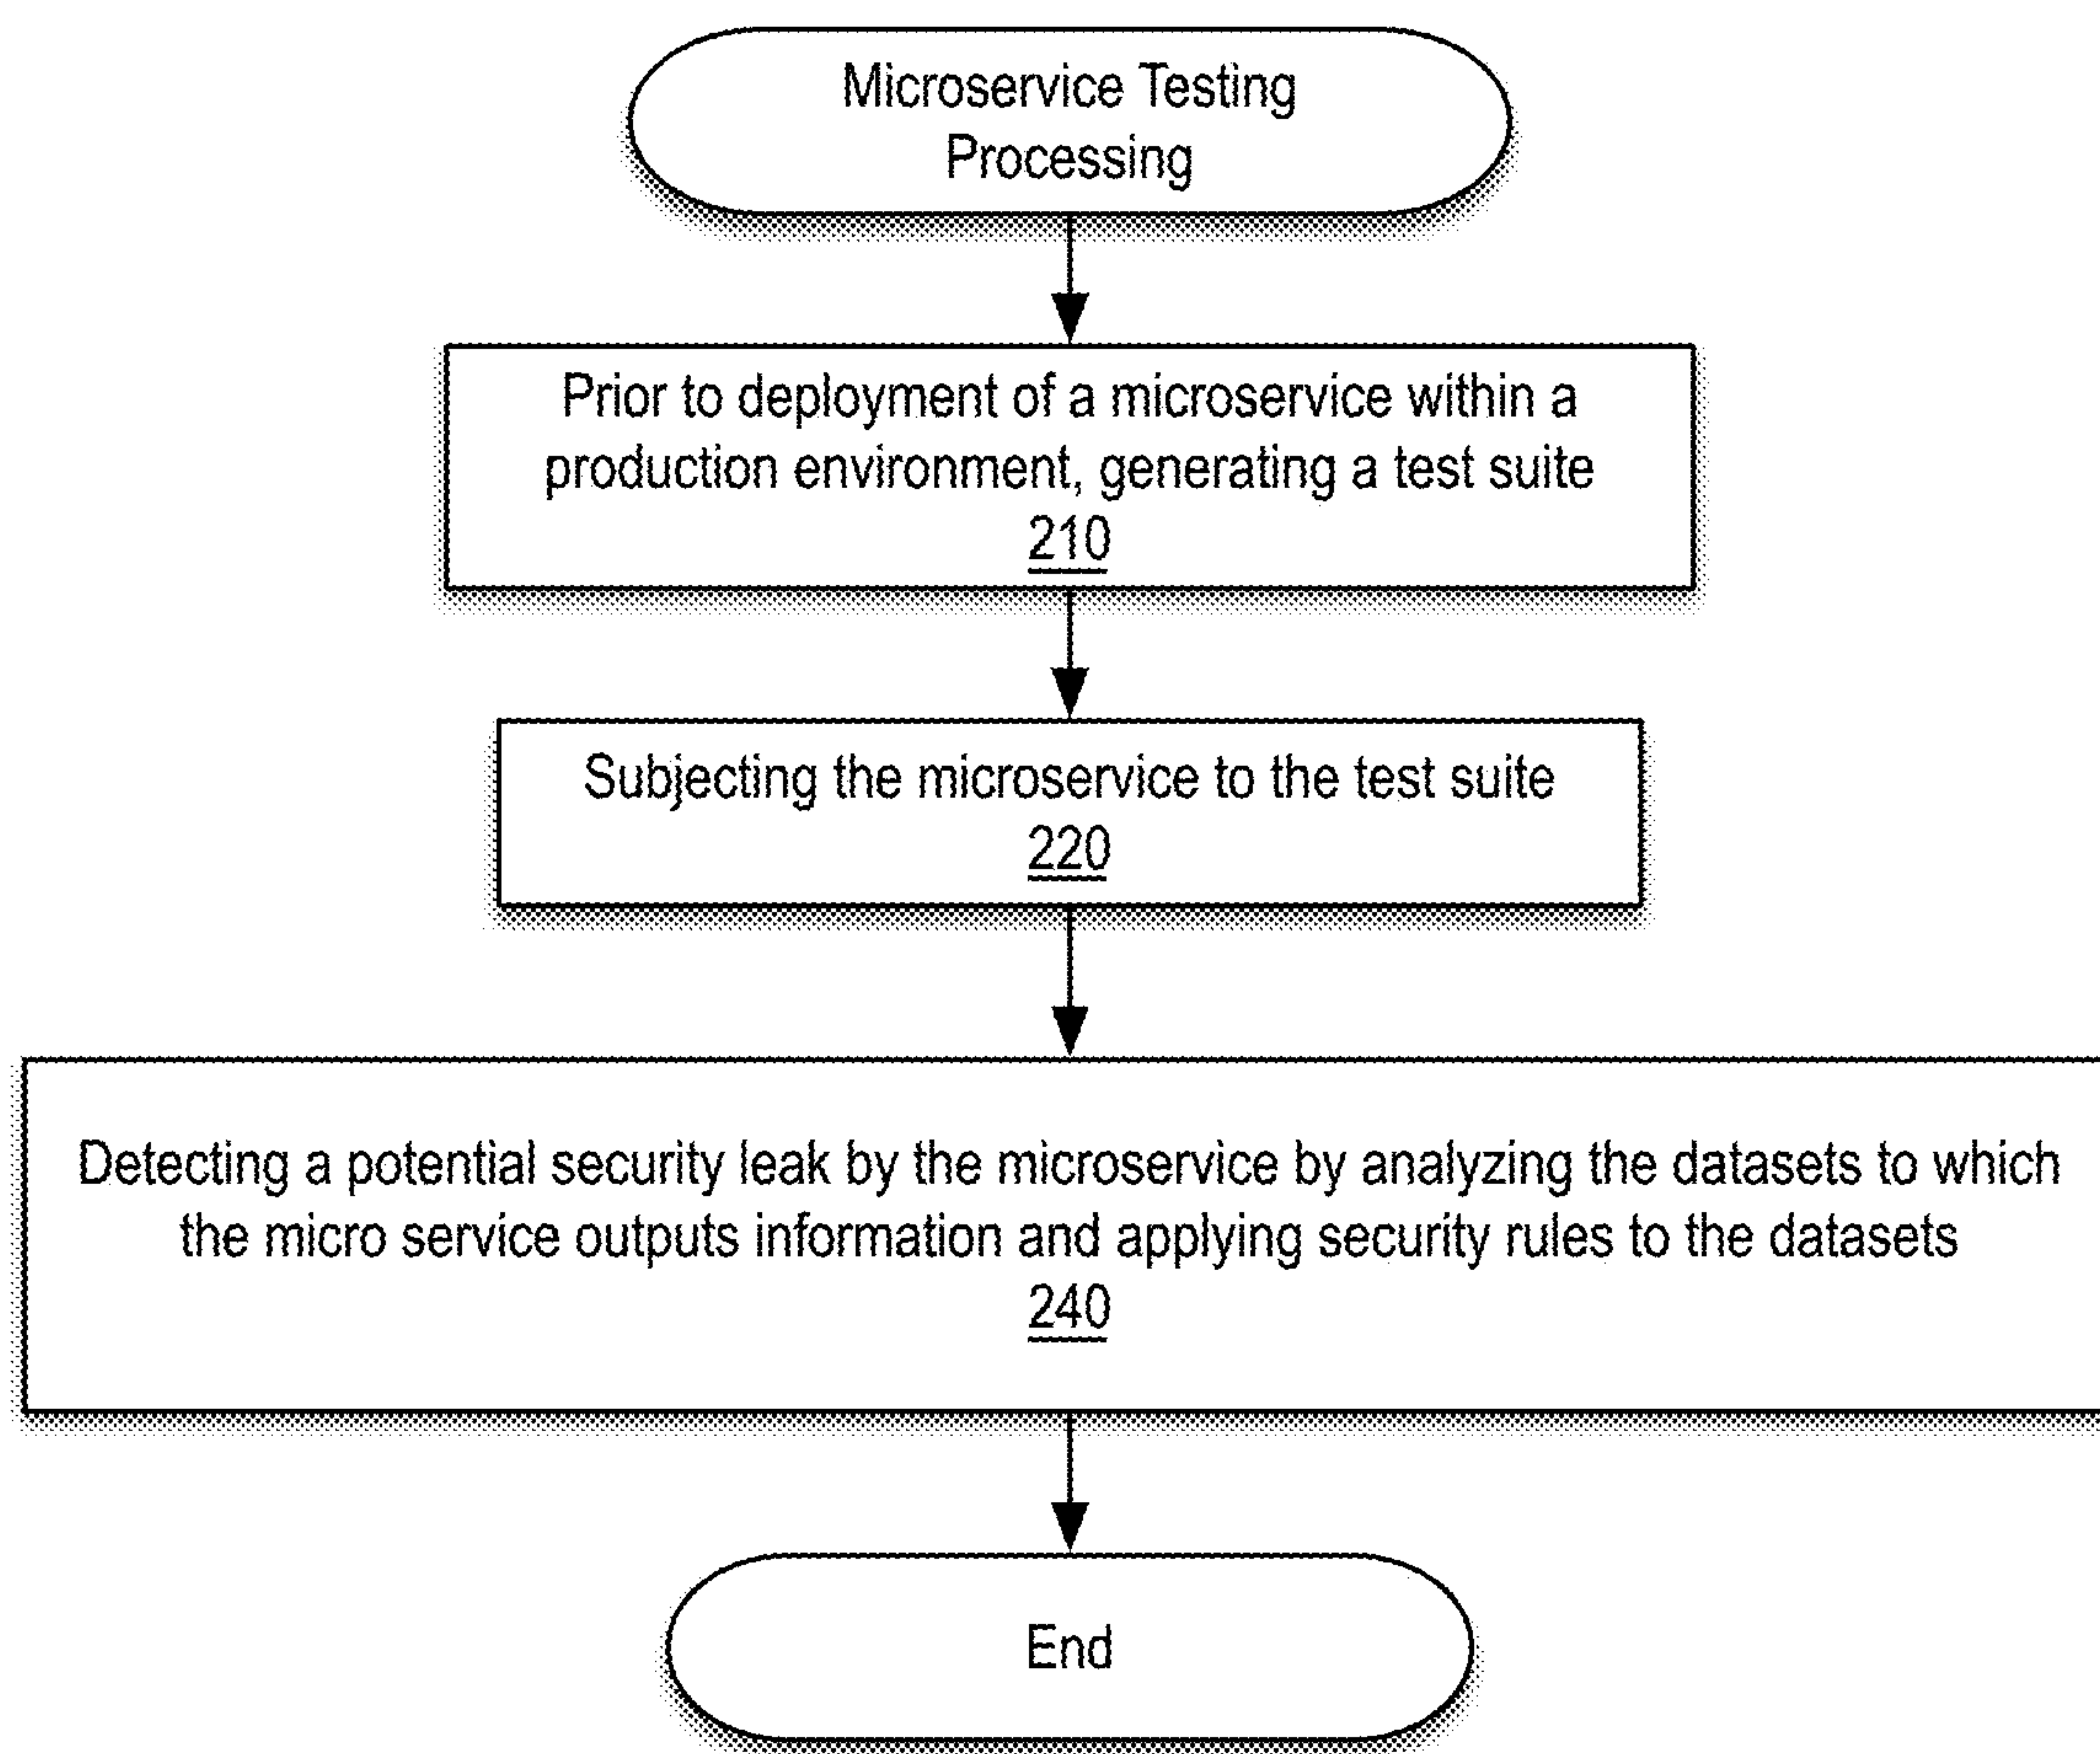 Microservice Testing
Processing
Prior to deployment of a microservice within a
production environment, generating a test suite
210
Subjecting the microservice to the test suite
220
Detecting a potential security leak by the microservice by analyzing the datasets to which
the micro service outputs information and applying security rules to the datasets
240
End